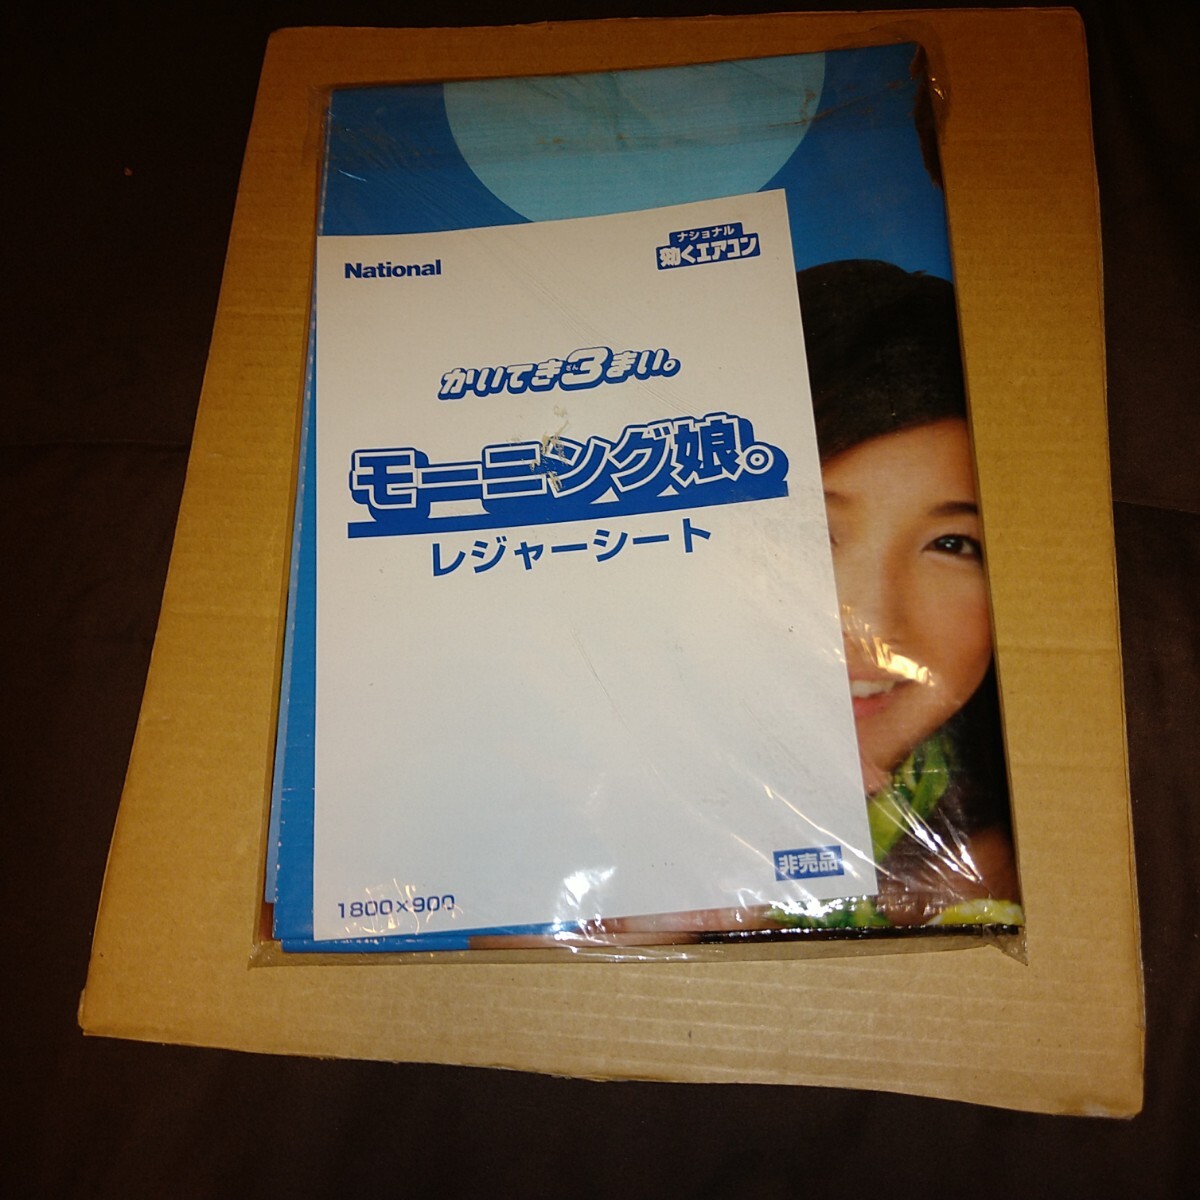 National
ナショナル
効くエアコン
かいてき3まい。
モーニング娘。
レジャーシート
非売品
1800×900